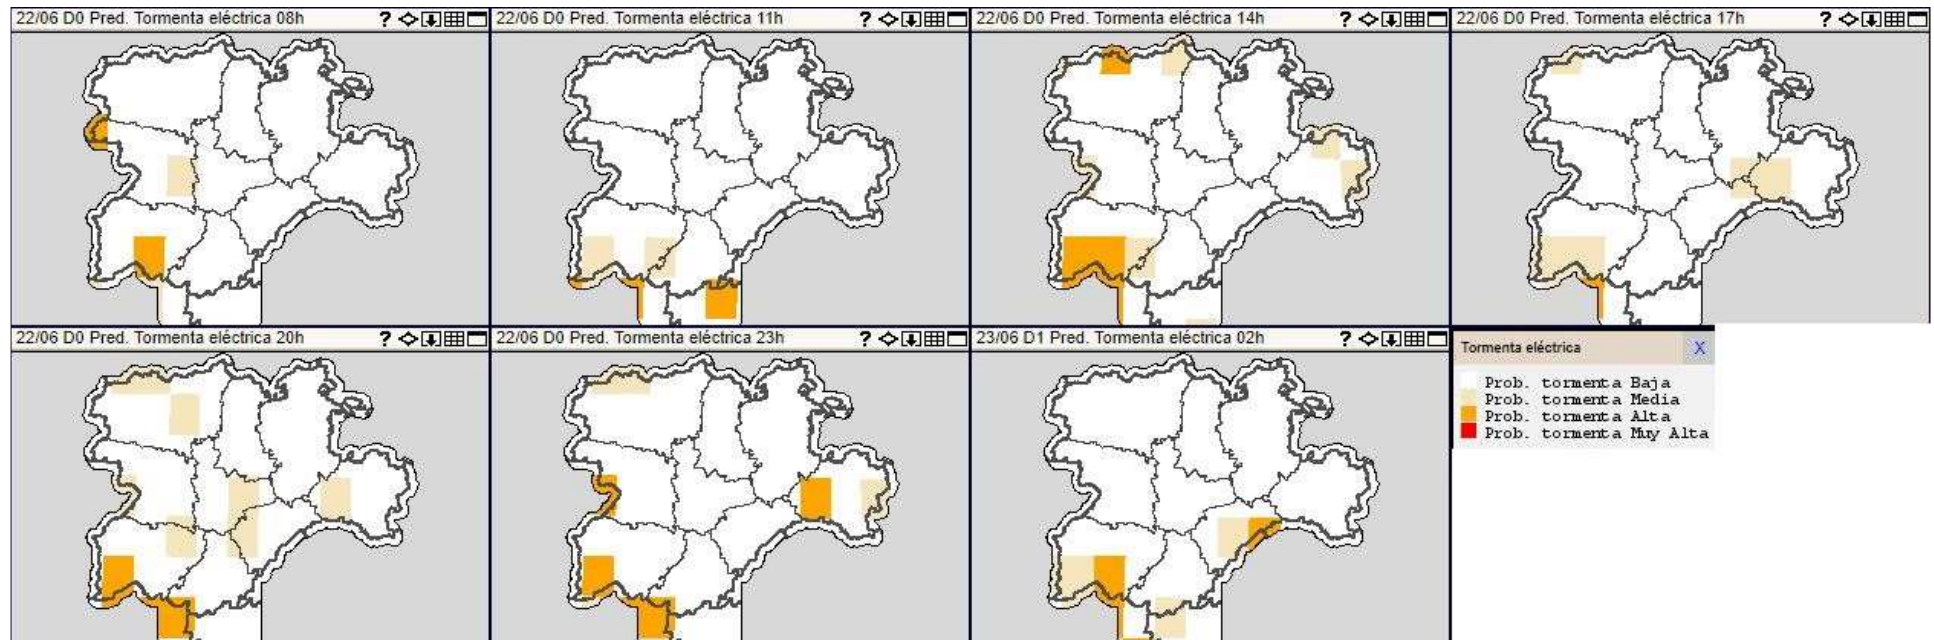 22/06 D0 Pred. Tormenta eléctrica 08h ?
22/06 D0 Pred. Tormenta eléctrica 11h ?
22/06 D0 Pred. Tormenta eléctrica 14h ?
22/06 D0 Pred. Tormenta eléctrica 17h ?
22/06 D0 Pred. Tormenta eléctrica 20h ?
22/06 D0 Pred. Tormenta eléctrica 23h ?
23/06 D1 Pred. Tormenta eléctrica 02h ?
Tormenta eléctrica X
Prob. tormenta Baja
Prob. tormenta Media
Prob. tormenta Alta
Prob. tormenta Muy Alta